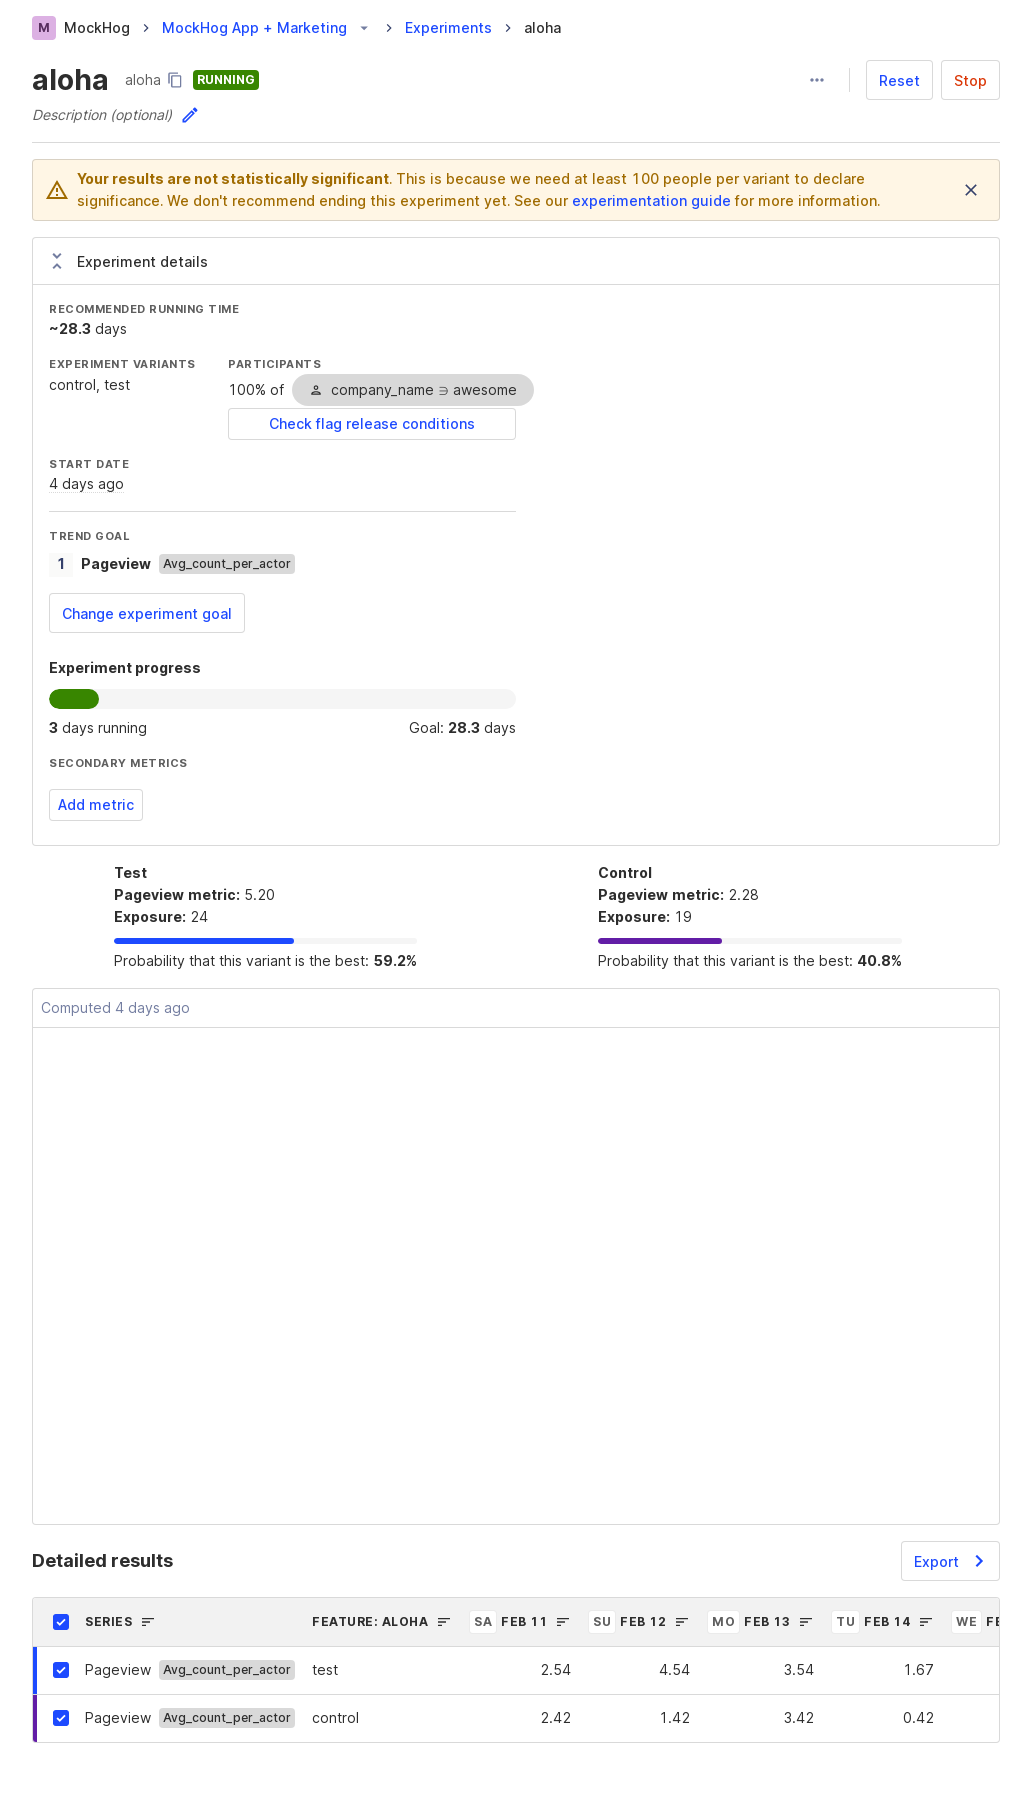 M MockHog > MockHog App + Marketing > Experiments > aloha
aloha aloha RUNNING Reset Stop
Description (optional)
Your results are not statistically significant. This is because we need at least 100 people per variant to declare
significance. We don't recommend ending this experiment yet. See our experimentation guide for more information.
Experiment details
RECOMMENDED RUNNING TIME
~28.3 days
EXPERIMENT VARIANTS PARTICIPANTS
control, test
100% of company_name ∋ awesome
Check flag release conditions
START DATE
4 days ago
TREND GOAL
1 Pageview Avg_count_per_actor
Change experiment goal
Experiment progress
3 days running Goal: 28.3 days
SECONDARY METRICS
Add metric
Test
Pageview metric: 5.20
Exposure: 24
Probability that this variant is the best: 59.2%
Control
Pageview metric: 2.28
Exposure: 19
Probability that this variant is the best: 40.8%
Computed 4 days ago
Detailed results Export
SERIES FEATURE: ALOHA SA FEB 11 SU FEB 12 MO FEB 13 TU FEB 14 WE FE
Pageview Avg_count_per_actor test 2.54 4.54 3.54 1.67
Pageview Avg_count_per_actor control 2.42 1.42 3.42 0.42